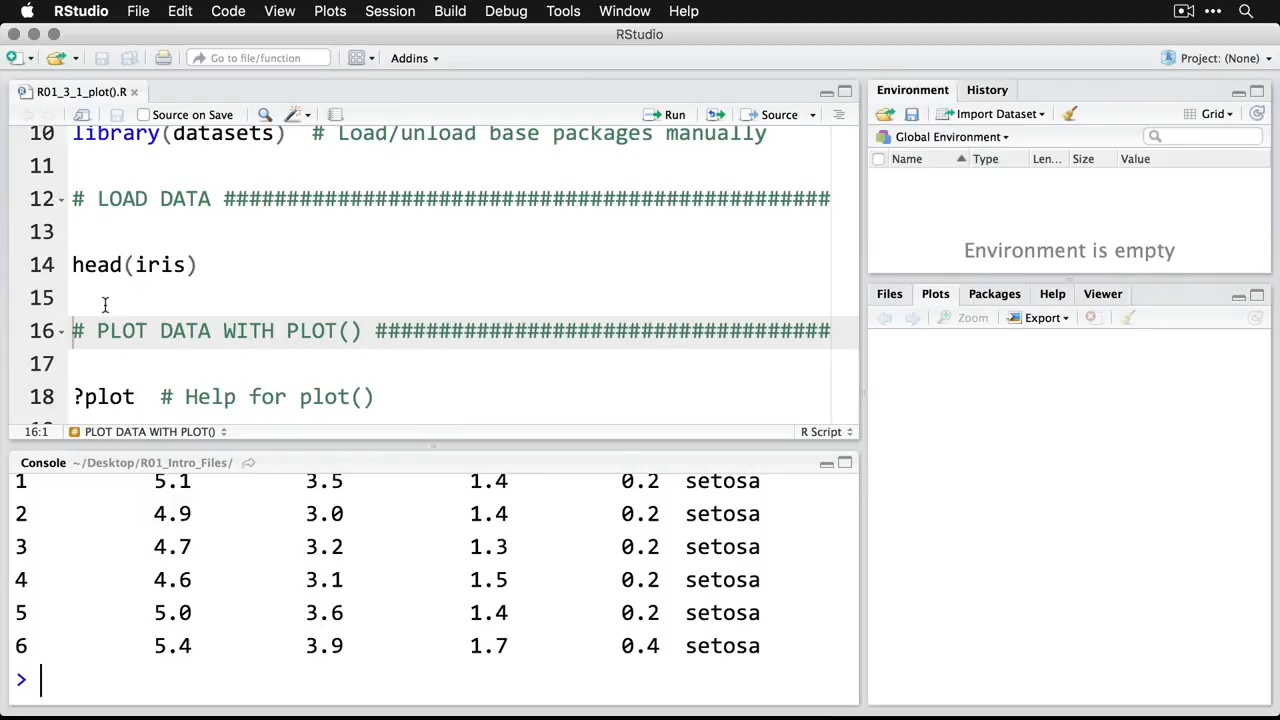 RStudio File Edit Code View Plots Session Build Debug Tools Window Help
RStudio
Go to file/function Addins Project: (None)
R01_3_1_plot().R
Source on Save Run Source
10 library(datasets) # Load/unload base packages manually
11
12 # LOAD DATA ################################################
13
14 head(iris)
15
16 # PLOT DATA WITH PLOT() ####################################
17
18 ?plot # Help for plot()
16:1 PLOT DATA WITH PLOT() R Script
Console ~/Desktop/R01_Intro_Files/
1 5.1 3.5 1.4 0.2 setosa
2 4.9 3.0 1.4 0.2 setosa
3 4.7 3.2 1.3 0.2 setosa
4 4.6 3.1 1.5 0.2 setosa
5 5.0 3.6 1.4 0.2 setosa
6 5.4 3.9 1.7 0.4 setosa
>
Environment History
Import Dataset Grid
Global Environment
Name Type Len... Size Value
Environment is empty
Files Plots Packages Help Viewer
Zoom Export